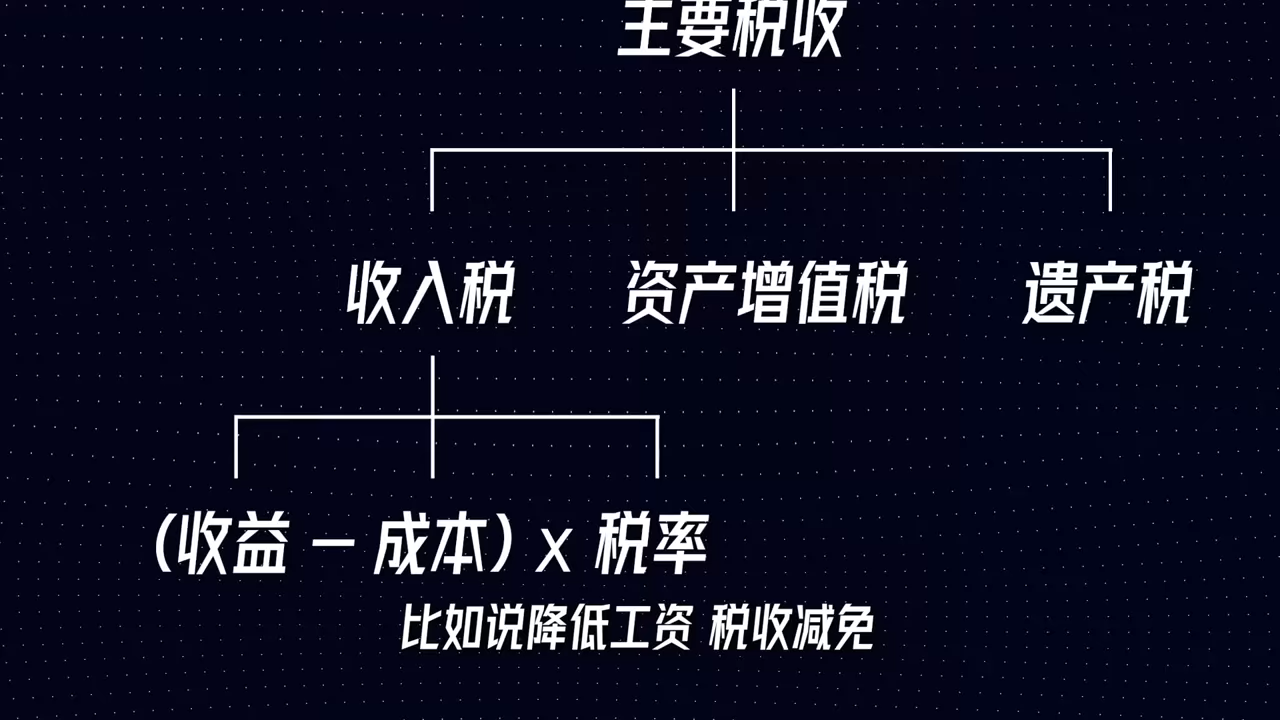 主要税收
收入税 资产增值税 遗产税
(收益 — 成本) x 税率
比如说降低工资 税收减免